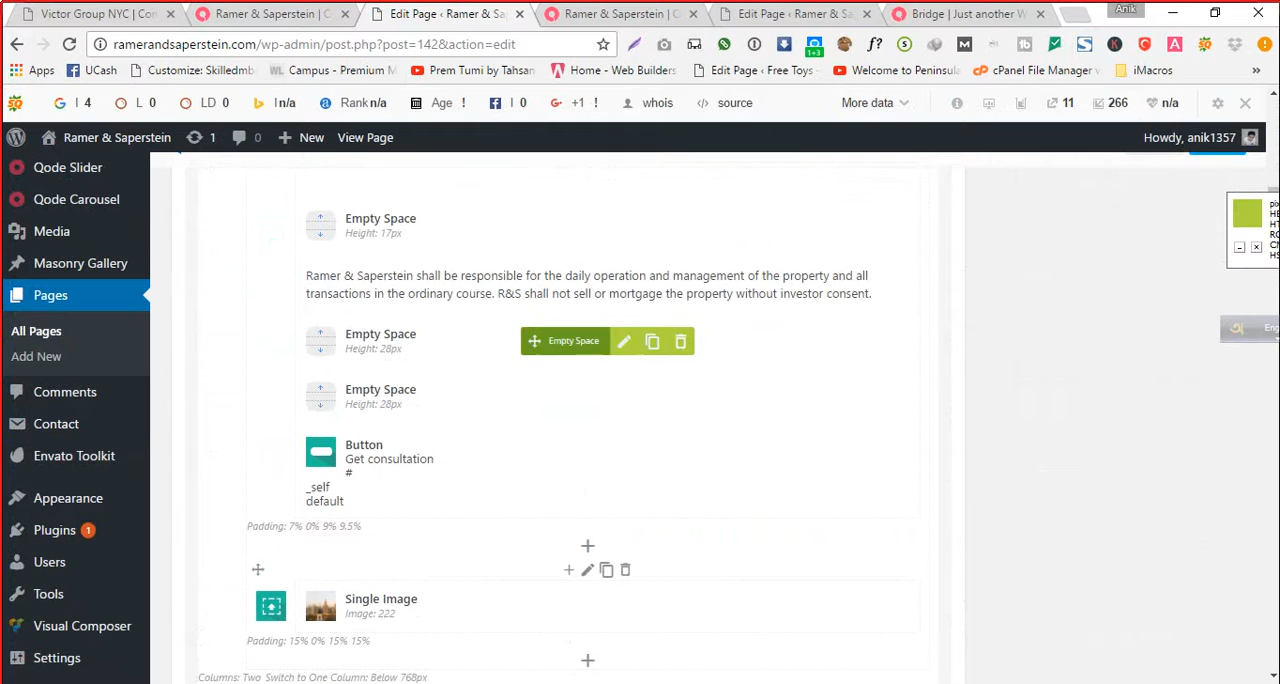 Victor Group NYC | Con
Ramer & Saperstein | C
Edit Page ‹ Ramer & Sa
Ramer & Saperstein | C
Edit Page ‹ Ramer & Sa
Bridge | Just another W
Anik
ramerandsaperstein.com/wp-admin/post.php?post=142&action=edit
1+3
Apps
UCash
Customize: Skilledmb
Campus - Premium M
Prem Tumi by Tahsan
Home - Web Builders
Edit Page ‹ Free Toys
Welcome to Peninsula
cPanel File Manager v
iMacros
»
I 4
L 0
LD 0
I n/a
Rank n/a
Age !
I 0
+1 !
whois
source
More data
11
266
n/a
Ramer & Saperstein
1
0
New
View Page
Howdy, anik1357
Qode Slider
Qode Carousel
Media
Masonry Gallery
Pages
All Pages
Add New
Comments
Contact
Envato Toolkit
Appearance
Plugins 1
Users
Tools
Visual Composer
Settings
Empty Space
Height: 17px
Ramer & Saperstein shall be responsible for the daily operation and management of the property and all
transactions in the ordinary course. R&S shall not sell or mortgage the property without investor consent.
Empty Space
Height: 28px
Empty Space
Empty Space
Height: 28px
Button
Get consultation
#
_self
default
Padding: 7% 0% 9% 9.5%
Single Image
Image: 222
Padding: 15% 0% 15% 15%
Columns: Two Switch to One Column: Below 768px
Eng